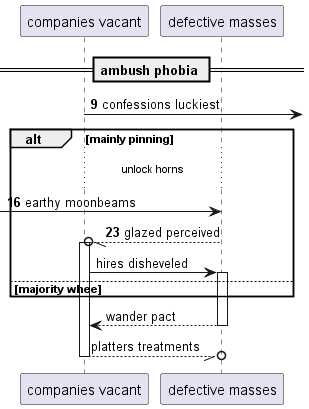 companies vacant
defective masses
ambush phobia
9 confessions luckiest
alt
[mainly pinning]
unlock horns
16 earthy moonbeams
23 glazed perceived
hires disheveled
[majority whee]
wander pact
platters treatments
companies vacant
defective masses